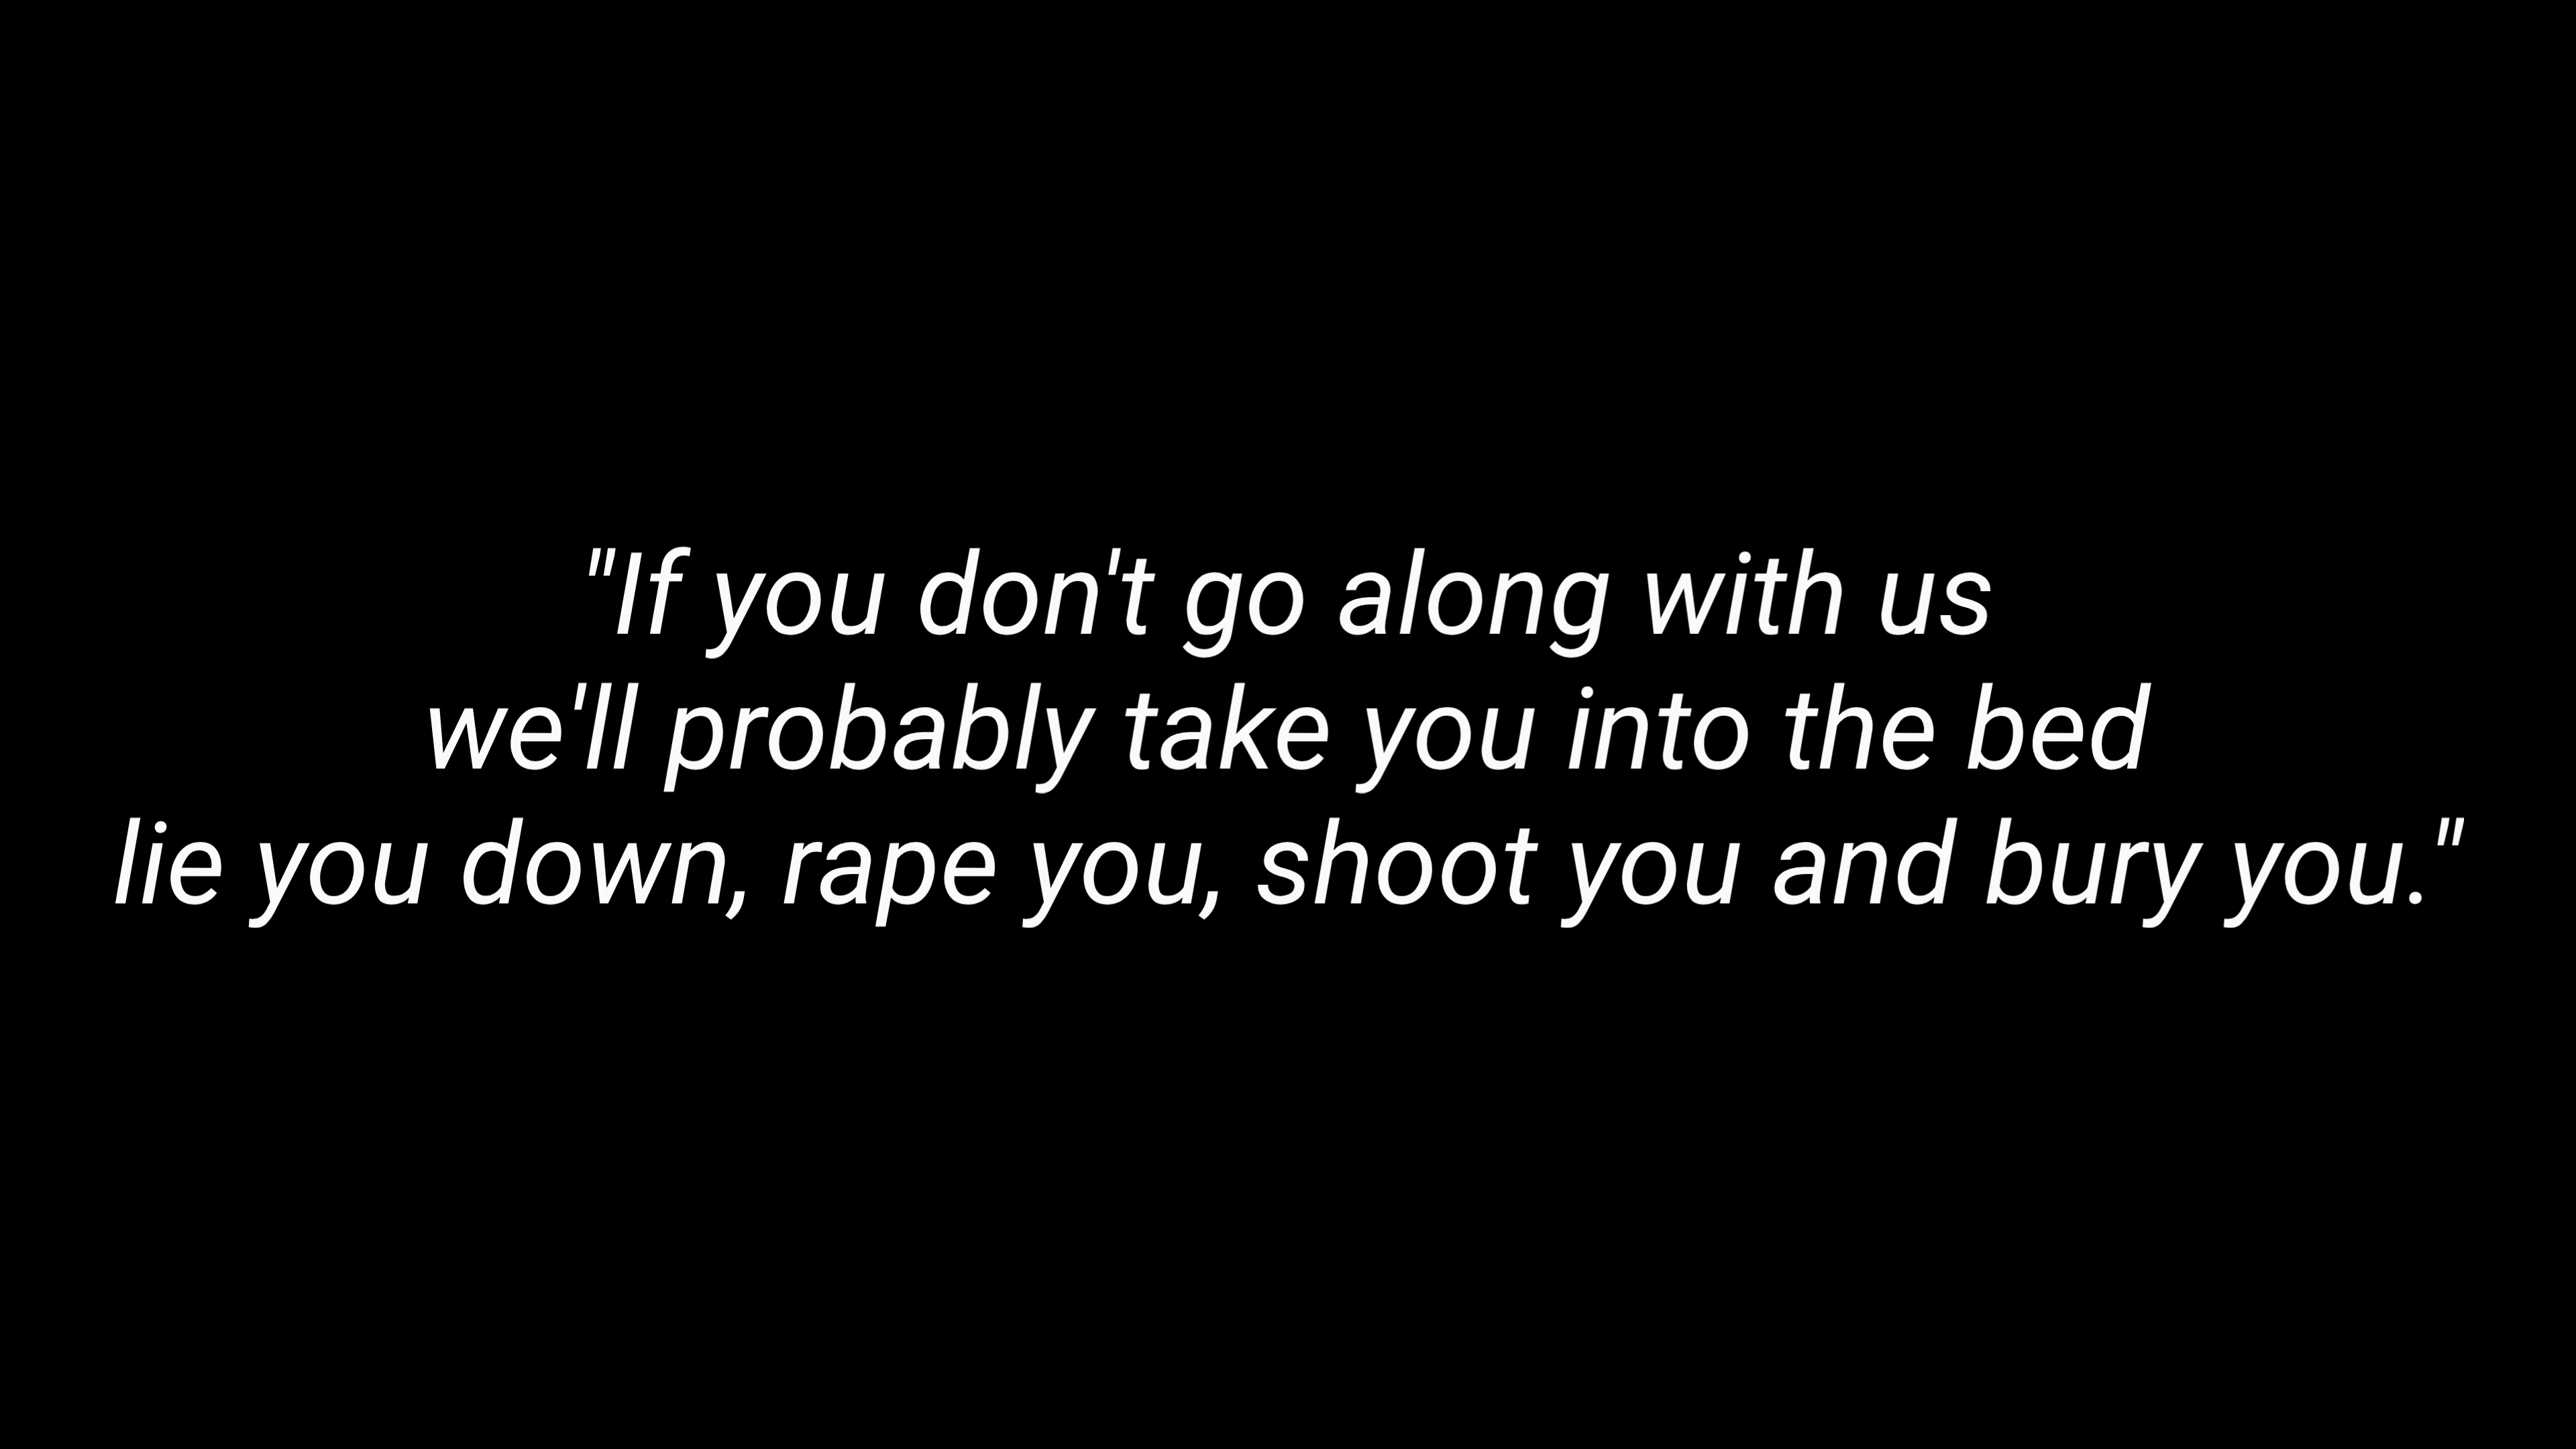 "If you don't go along with us
we'll probably take you into the bed
lie you down, rape you, shoot you and bury you."